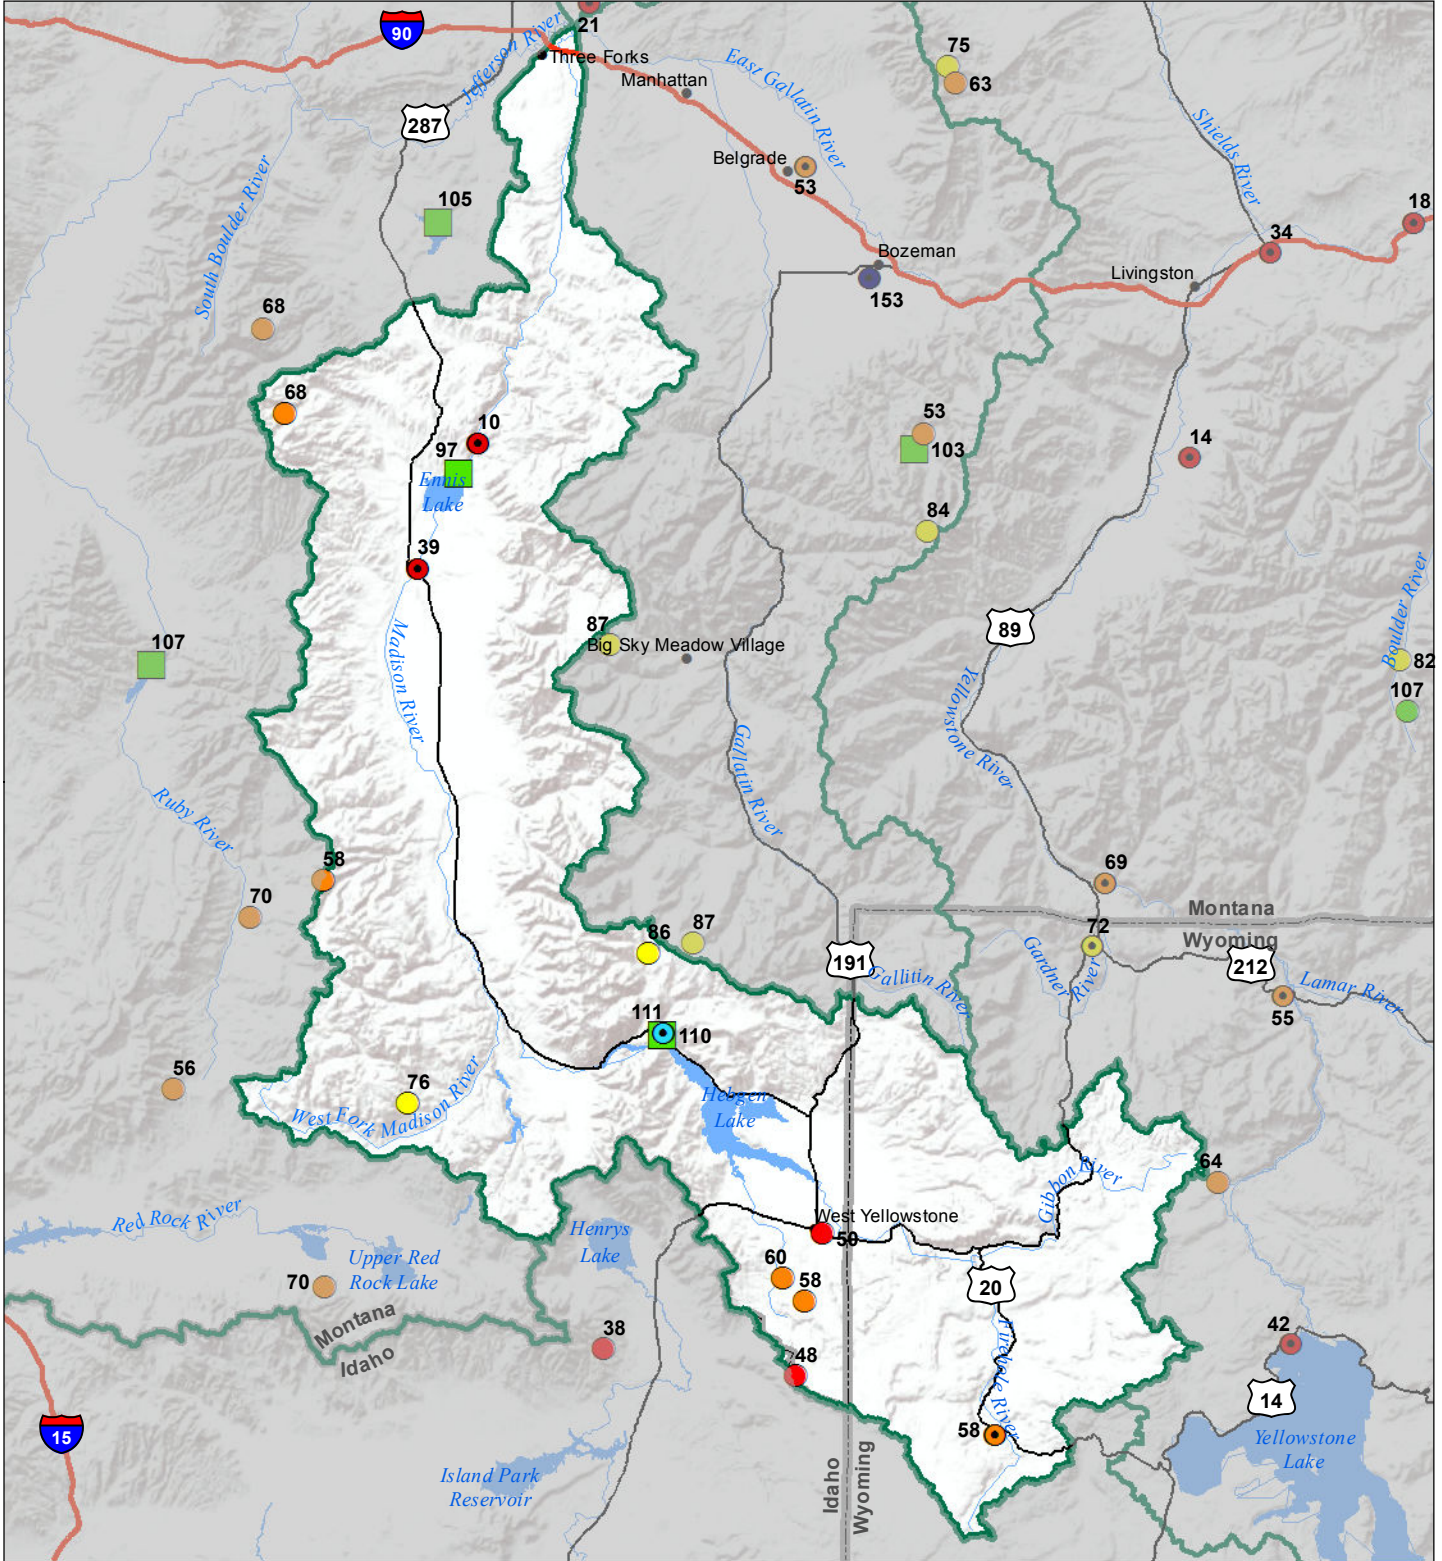 90
21
Jefferson River
Three Forks
Manhattan
East Gallatin River
75
63
287
Shields River
Belgrade
53
South Boulder River
105
18
34
Bozeman
153
Livingston
68
68
10
97
Ennis
Lake
53
103
14
84
39
Madison River
87
Big Sky Meadow Village
89
Boulder River
82
107
107
Yellowstone River
Gallatin River
Ruby River
58
70
69
Montana
Wyoming
72
86
87
191
Gallitin River
Gardner
River
212
Lamar River
55
111
110
56
76
West Fork Madison River
Hebgen
Lake
Gibbon River
64
Red Rock River
Upper Red
Rock Lake
Henrys
Lake
West Yellowstone
50
60
58
20
70
Montana
Idaho
38
48
Firehole River
42
14
15
58
Yellowstone
Lake
Island Park
Reservoir
Idaho
Wyoming